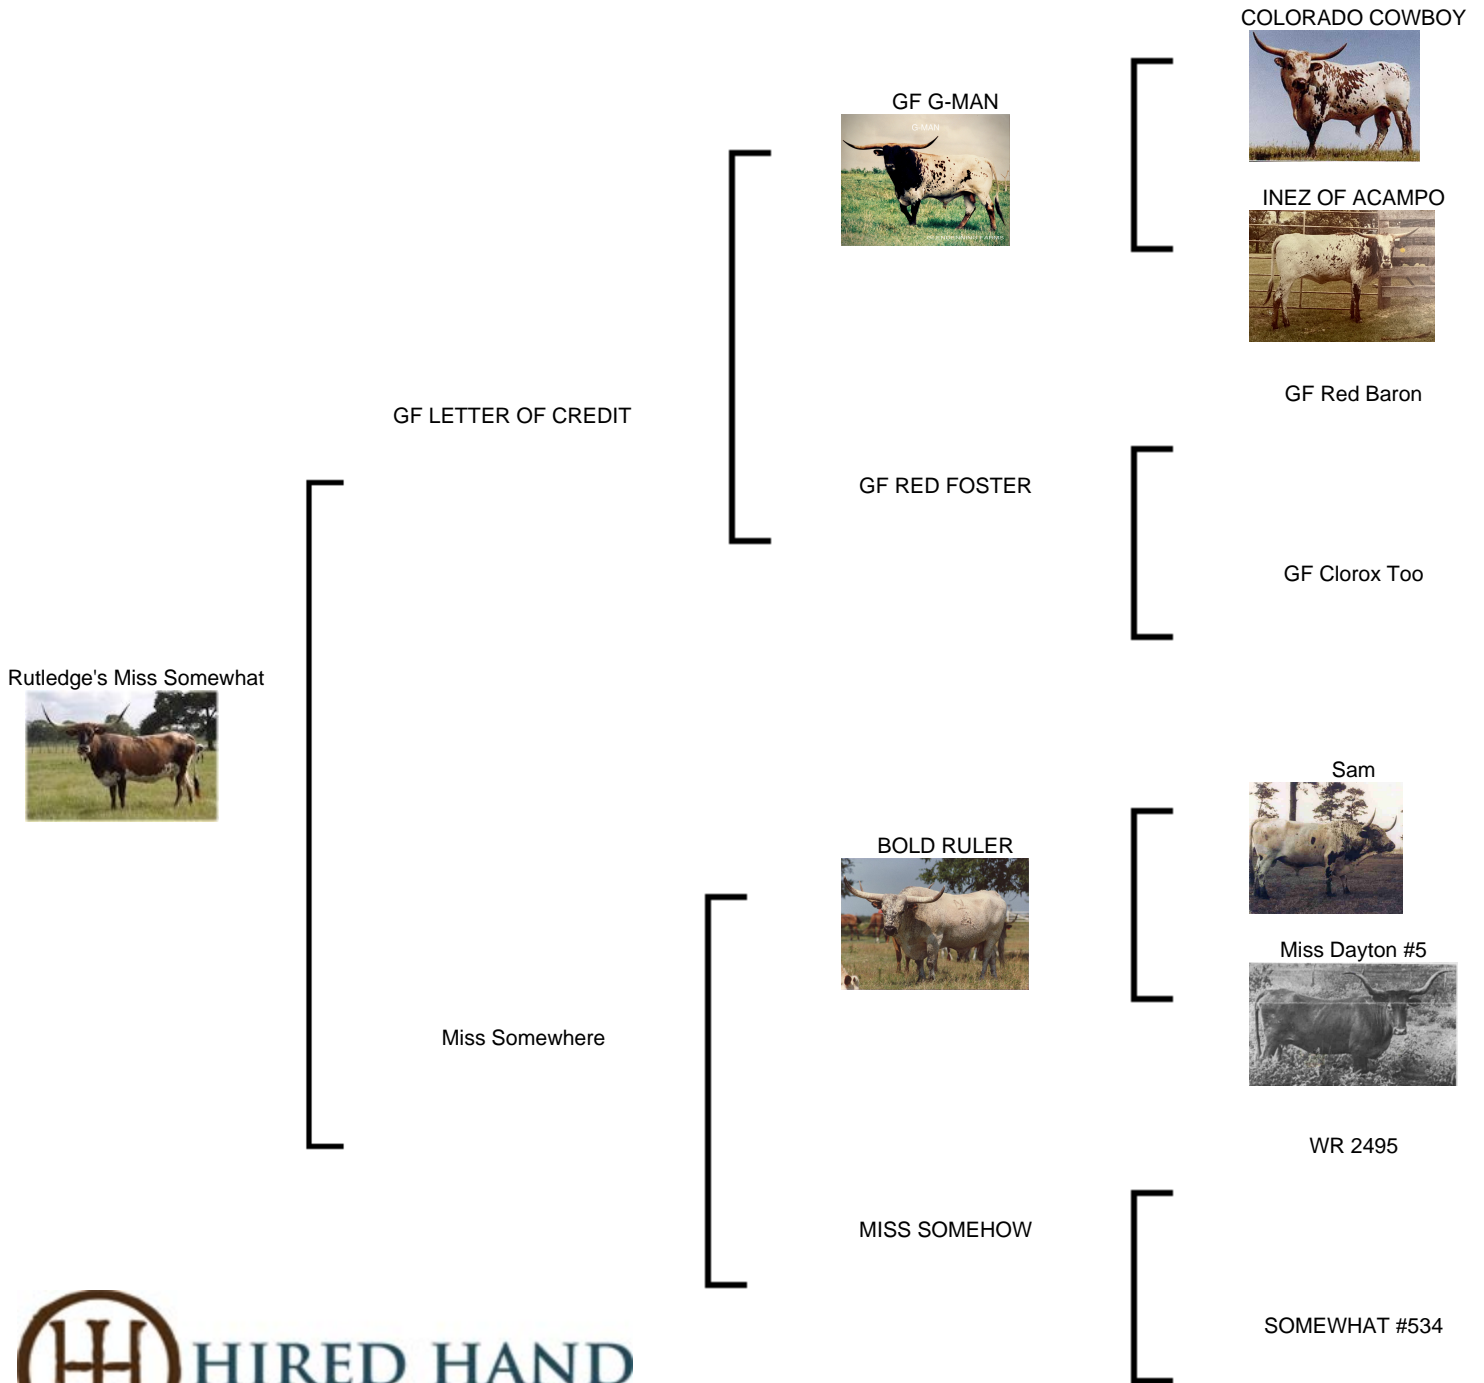 COLORADO COWBOY
GF G-MAN
G-MAN
INEZ OF ACAMPO
GF Red Baron
GF LETTER OF CREDIT
GF RED FOSTER
GF Clorox Too
Rutledge's Miss Somewhat
Sam
BOLD RULER
Miss Dayton #5
Miss Somewhere
WR 2495
MISS SOMEHOW
SOMEWHAT #534
HIRED HAND